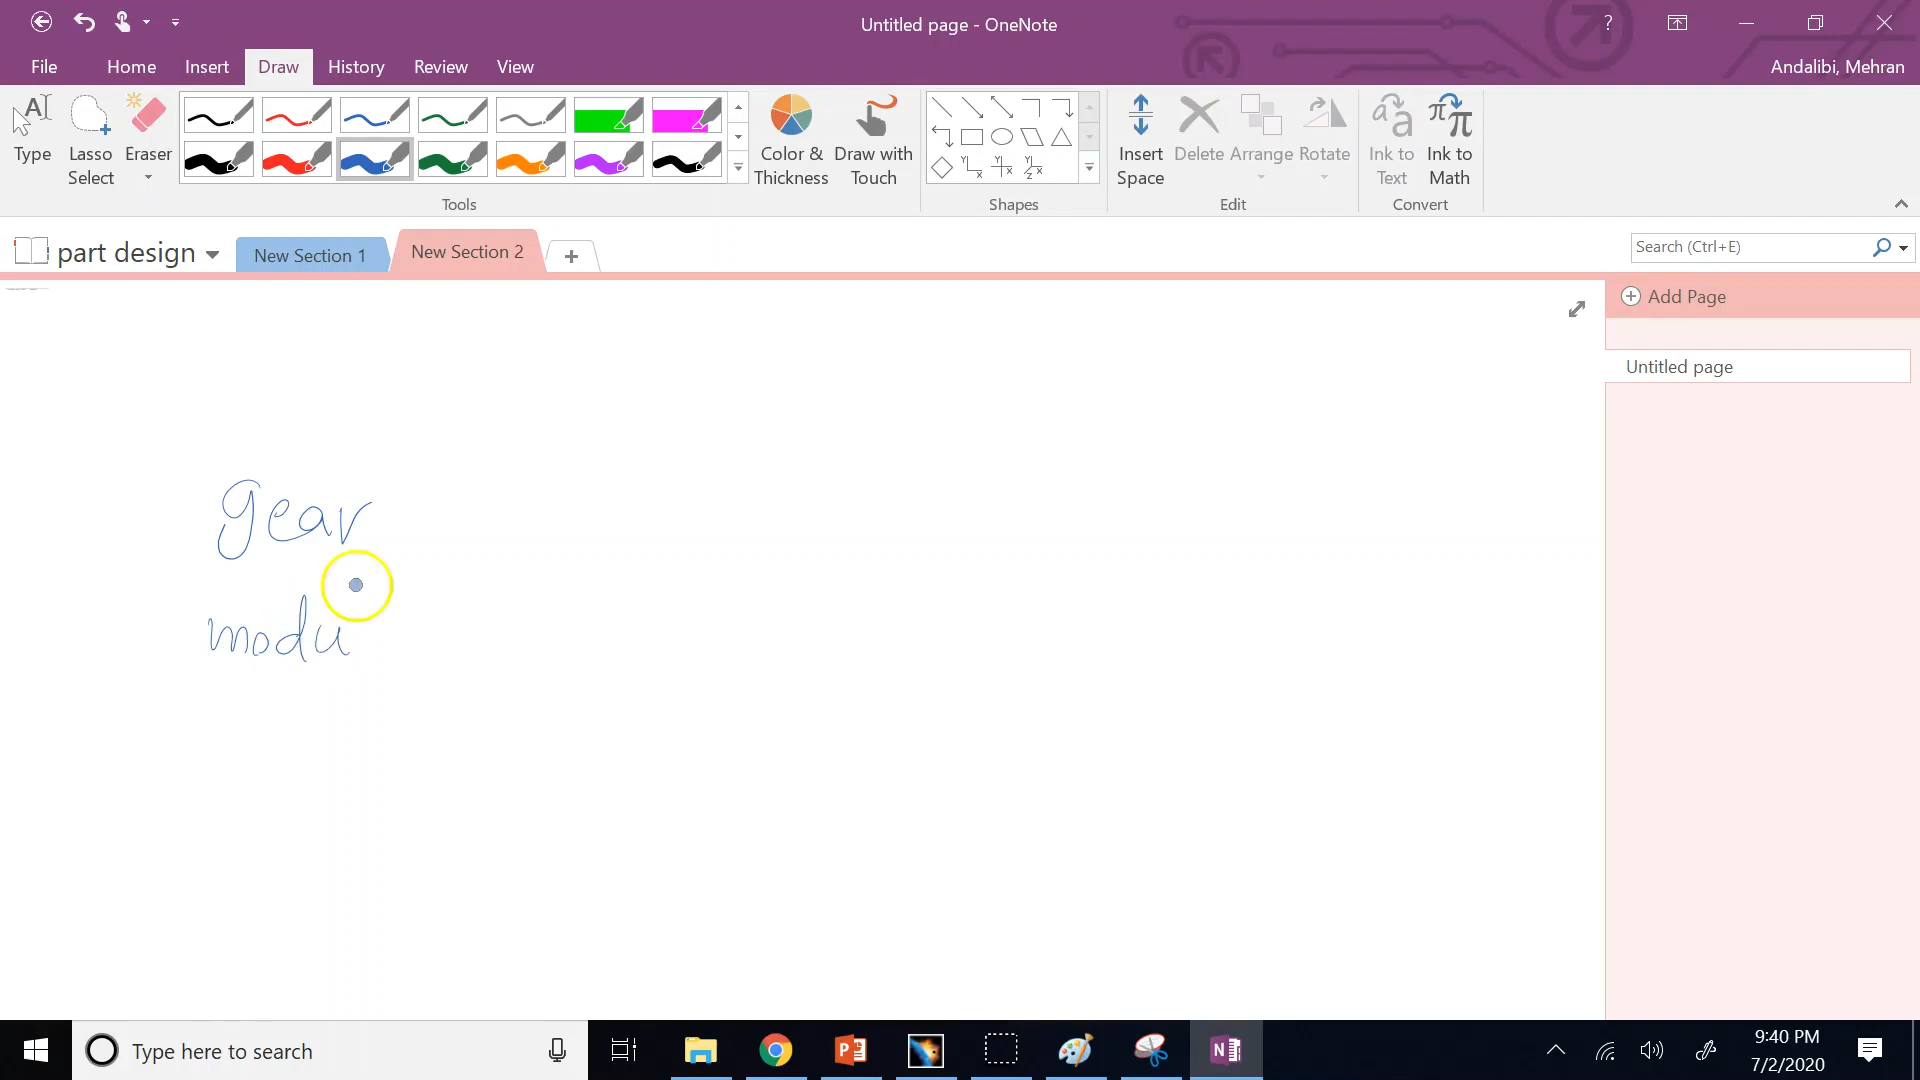 Untitled page - OneNote
?
File Home Insert Draw History Review View
Andalibi, Mehran
Type
Lasso Select
Eraser
Color & Thickness
Draw with Touch
Insert Space
Delete
Arrange
Rotate
Ink to Text
Ink to Math
Tools
Shapes
Edit
Convert
part design
New Section 1
New Section 2
Search (Ctrl+E)
Add Page
Untitled page
gear
modu
Type here to search
9:40 PM
7/2/2020